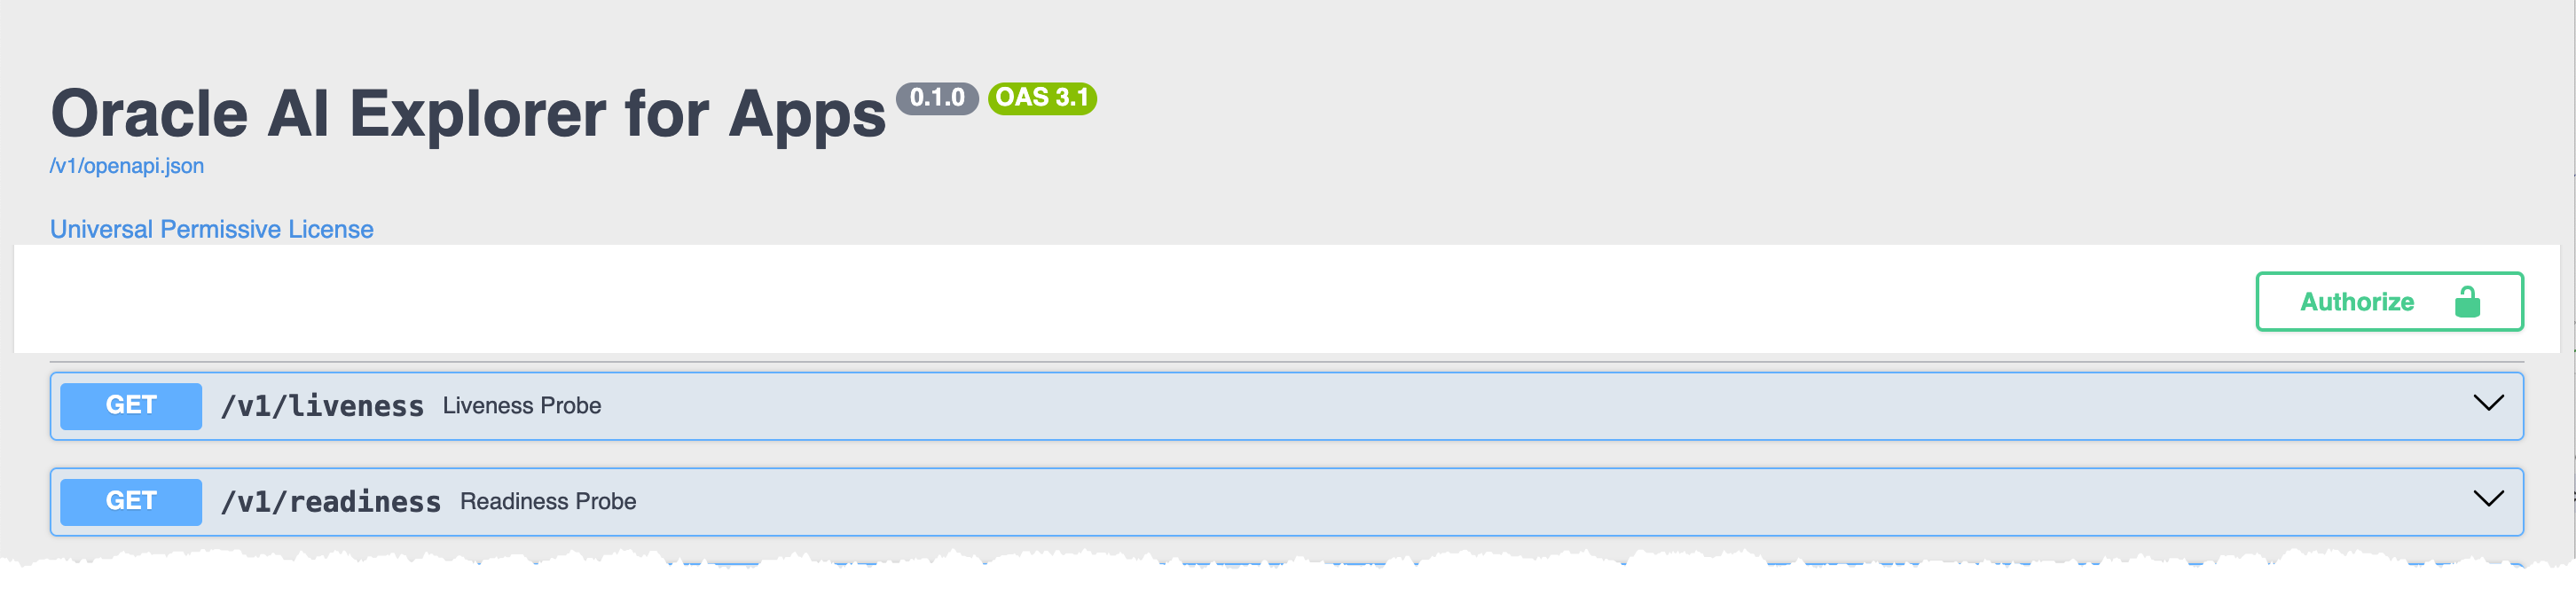 Oracle AI Explorer for Apps 0.1.0 OAS 3.1
/v1/openapi.json
Universal Permissive License
Authorize
GET /v1/liveness Liveness Probe
GET /v1/readiness Readiness Probe